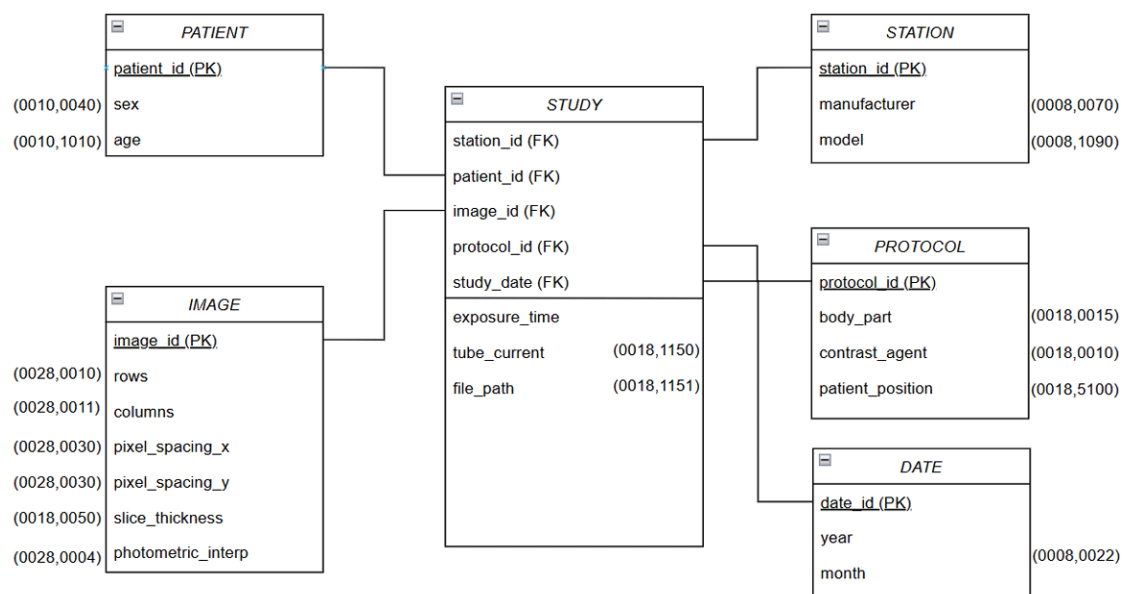 PATIENT
patient_id (PK)
(0010,0040) sex
(0010,1010) age
IMAGE
image_id (PK)
(0028,0010) rows
(0028,0011) columns
(0028,0030) pixel_spacing_x
(0028,0030) pixel_spacing_y
(0018,0050) slice_thickness
(0028,0004) photometric_interp
STUDY
station_id (FK)
patient_id (FK)
image_id (FK)
protocol_id (FK)
study_date (FK)
exposure_time
tube_current (0018,1150)
file_path (0018,1151)
STATION
station_id (PK)
manufacturer (0008,0070)
model (0008,1090)
PROTOCOL
protocol_id (PK)
body_part (0018,0015)
contrast_agent (0018,0010)
patient_position (0018,5100)
DATE
date_id (PK)
year
month (0008,0022)